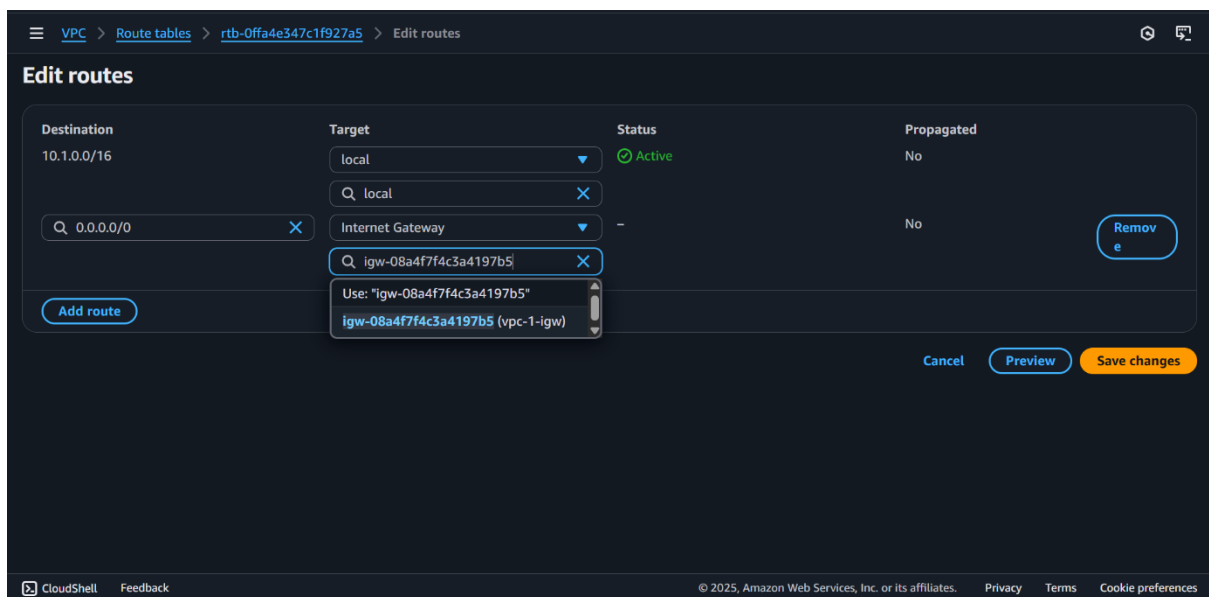 VPC > Route tables > rtb-0ffa4e347c1f927a5 > Edit routes
Edit routes
Destination Target Status Propagated
10.1.0.0/16 local Active No
local
0.0.0.0/0 Internet Gateway – No Remov
e
igw-08a4f7f4c3a4197b5
Use: "igw-08a4f7f4c3a4197b5"
Add route igw-08a4f7f4c3a4197b5 (vpc-1-igw)
Cancel Preview Save changes
CloudShell Feedback © 2025, Amazon Web Services, Inc. or its affiliates. Privacy Terms Cookie preferences